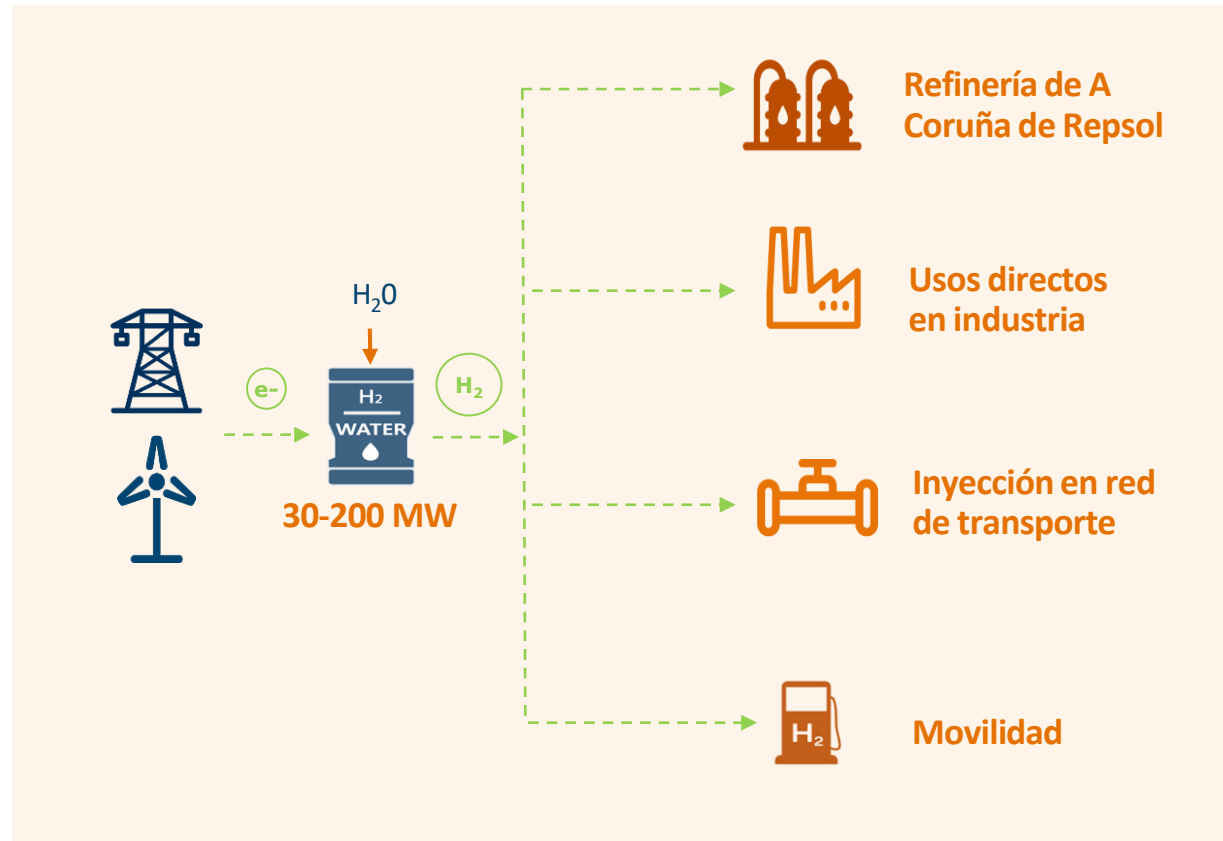 Refinería de A
Coruña de Repsol
Usos directos
en industria
H₂0
e-
H₂
H₂
WATER
30-200 MW
Inyección en red
de transporte
H₂
Movilidad